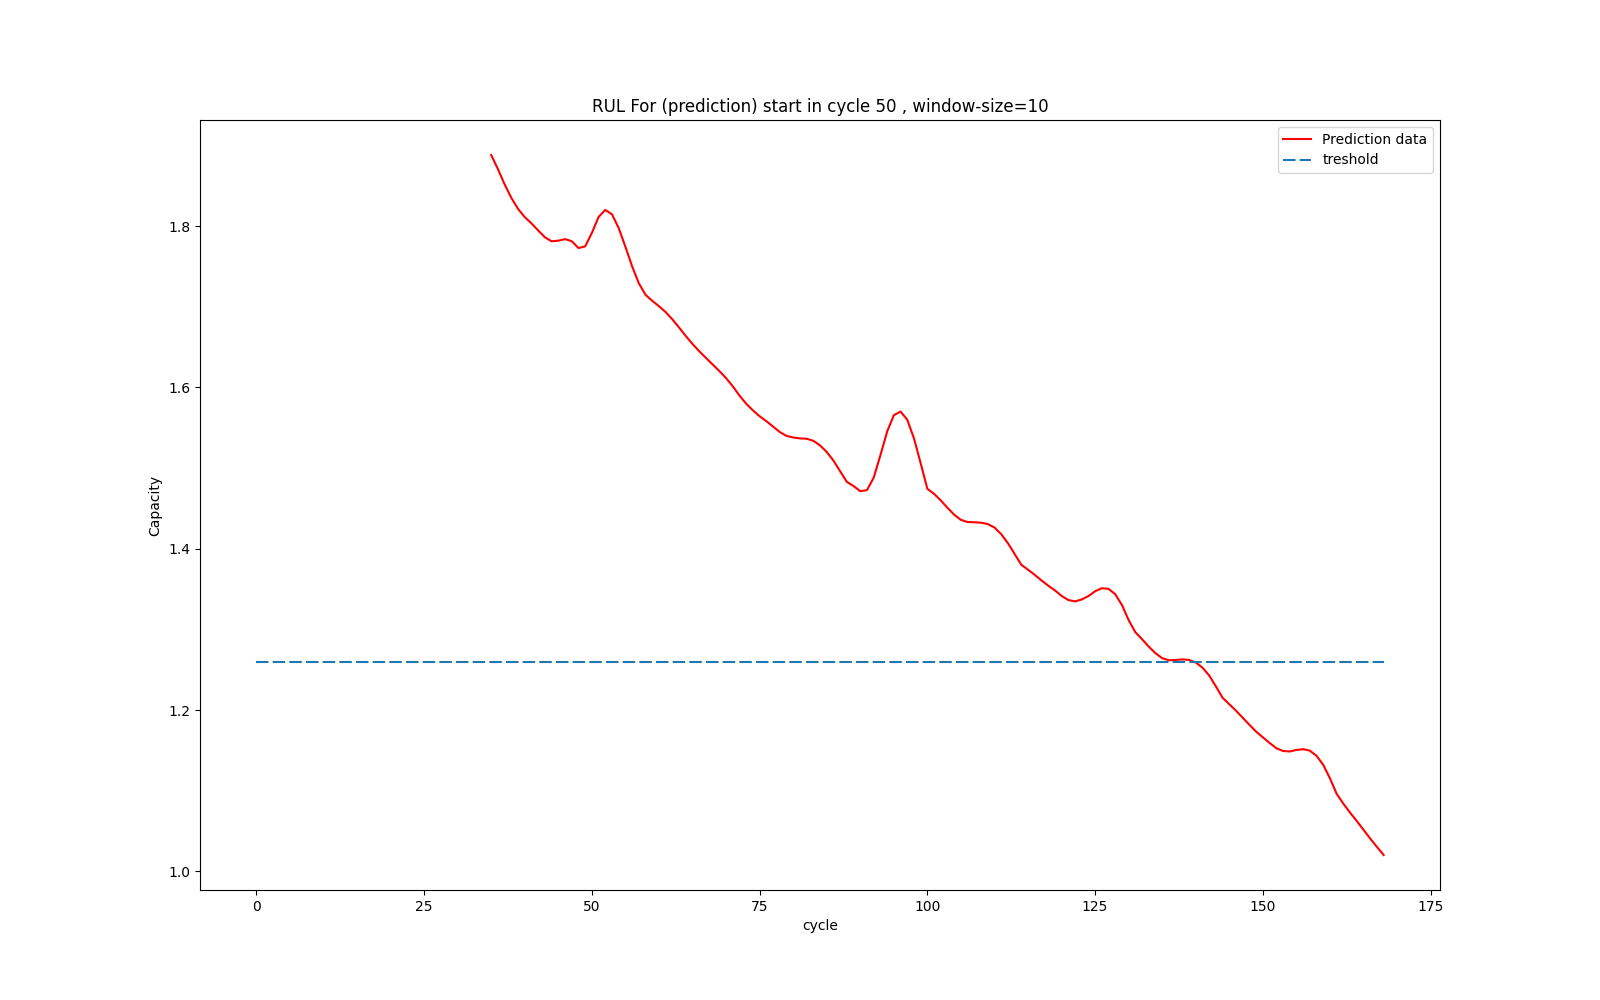 RUL For (prediction) start in cycle 50 , window-size=10
Prediction data
treshold
Capacity
1.8
1.6
1.4
1.2
1.0
0 25 50 75 100 125 150 175
cycle